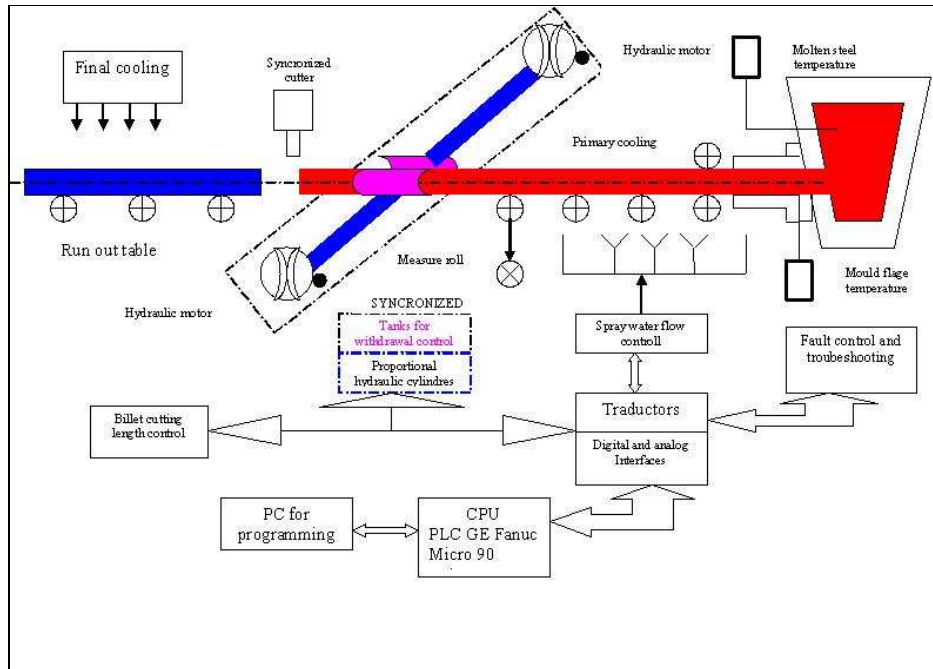 Final cooling
Syncronized
cutter
Hydraulic motor
Molten steel
temperature
Primary cooling
Run out table
Measure roll
Mould flage
temperature
Hydraulic motor
SYNCRONIZED
Tanks for
withdrawal control
Proportional
hydraulic cylindres
Spray water flow
controll
Fault control and
troubeshooting
Billet cutting
length control
Traductors
Digital and analog
Interfaces
PC for
programming
CPU
PLC GE Fanuc
Micro 90